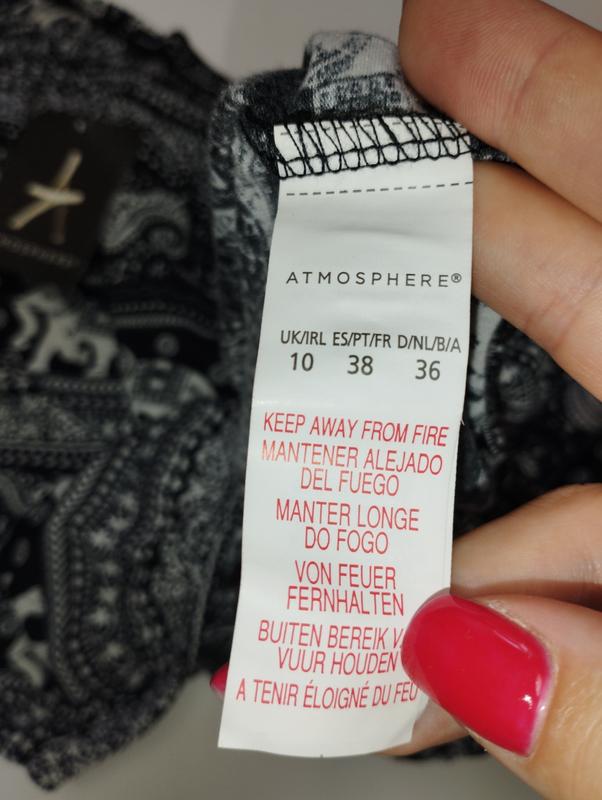 ATMOSPHERE®
UK/IRL ES/PT/FR D/NL/B/A
10 38 36
KEEP AWAY FROM FIRE
MANTENER ALEJADO
DEL FUEGO
MANTER LONGE
DO FOGO
VON FEUER
FERNHALTEN
BUITEN BEREIK
VUUR HOUDEN
A TENIR ÉLOIGNÉ DU FEU